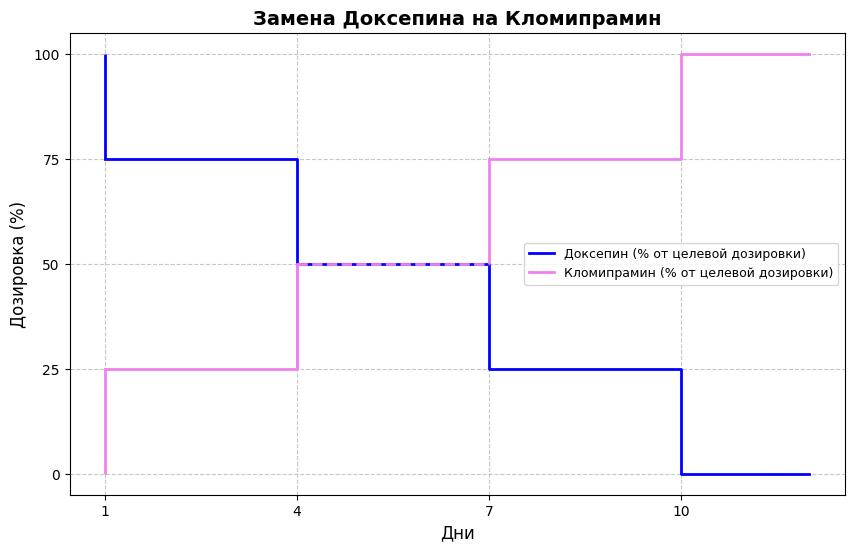 Замена Доксепина на Кломипрамин
Дозировка (%)
100
75
50
25
0
Доксепин (% от целевой дозировки)
Кломипрамин (% от целевой дозировки)
1 4 7 10
Дни